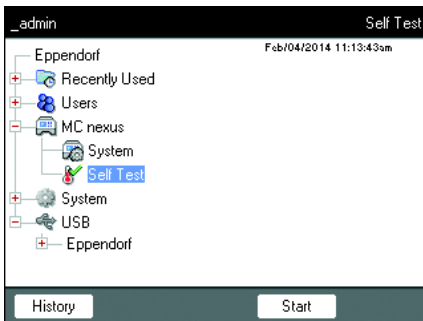 _admin Self Test
Feb/04/2014 11:13:43am
Eppendorf
Recently Used
Users
MC nexus
System
Self Test
System
USB
Eppendorf
History Start